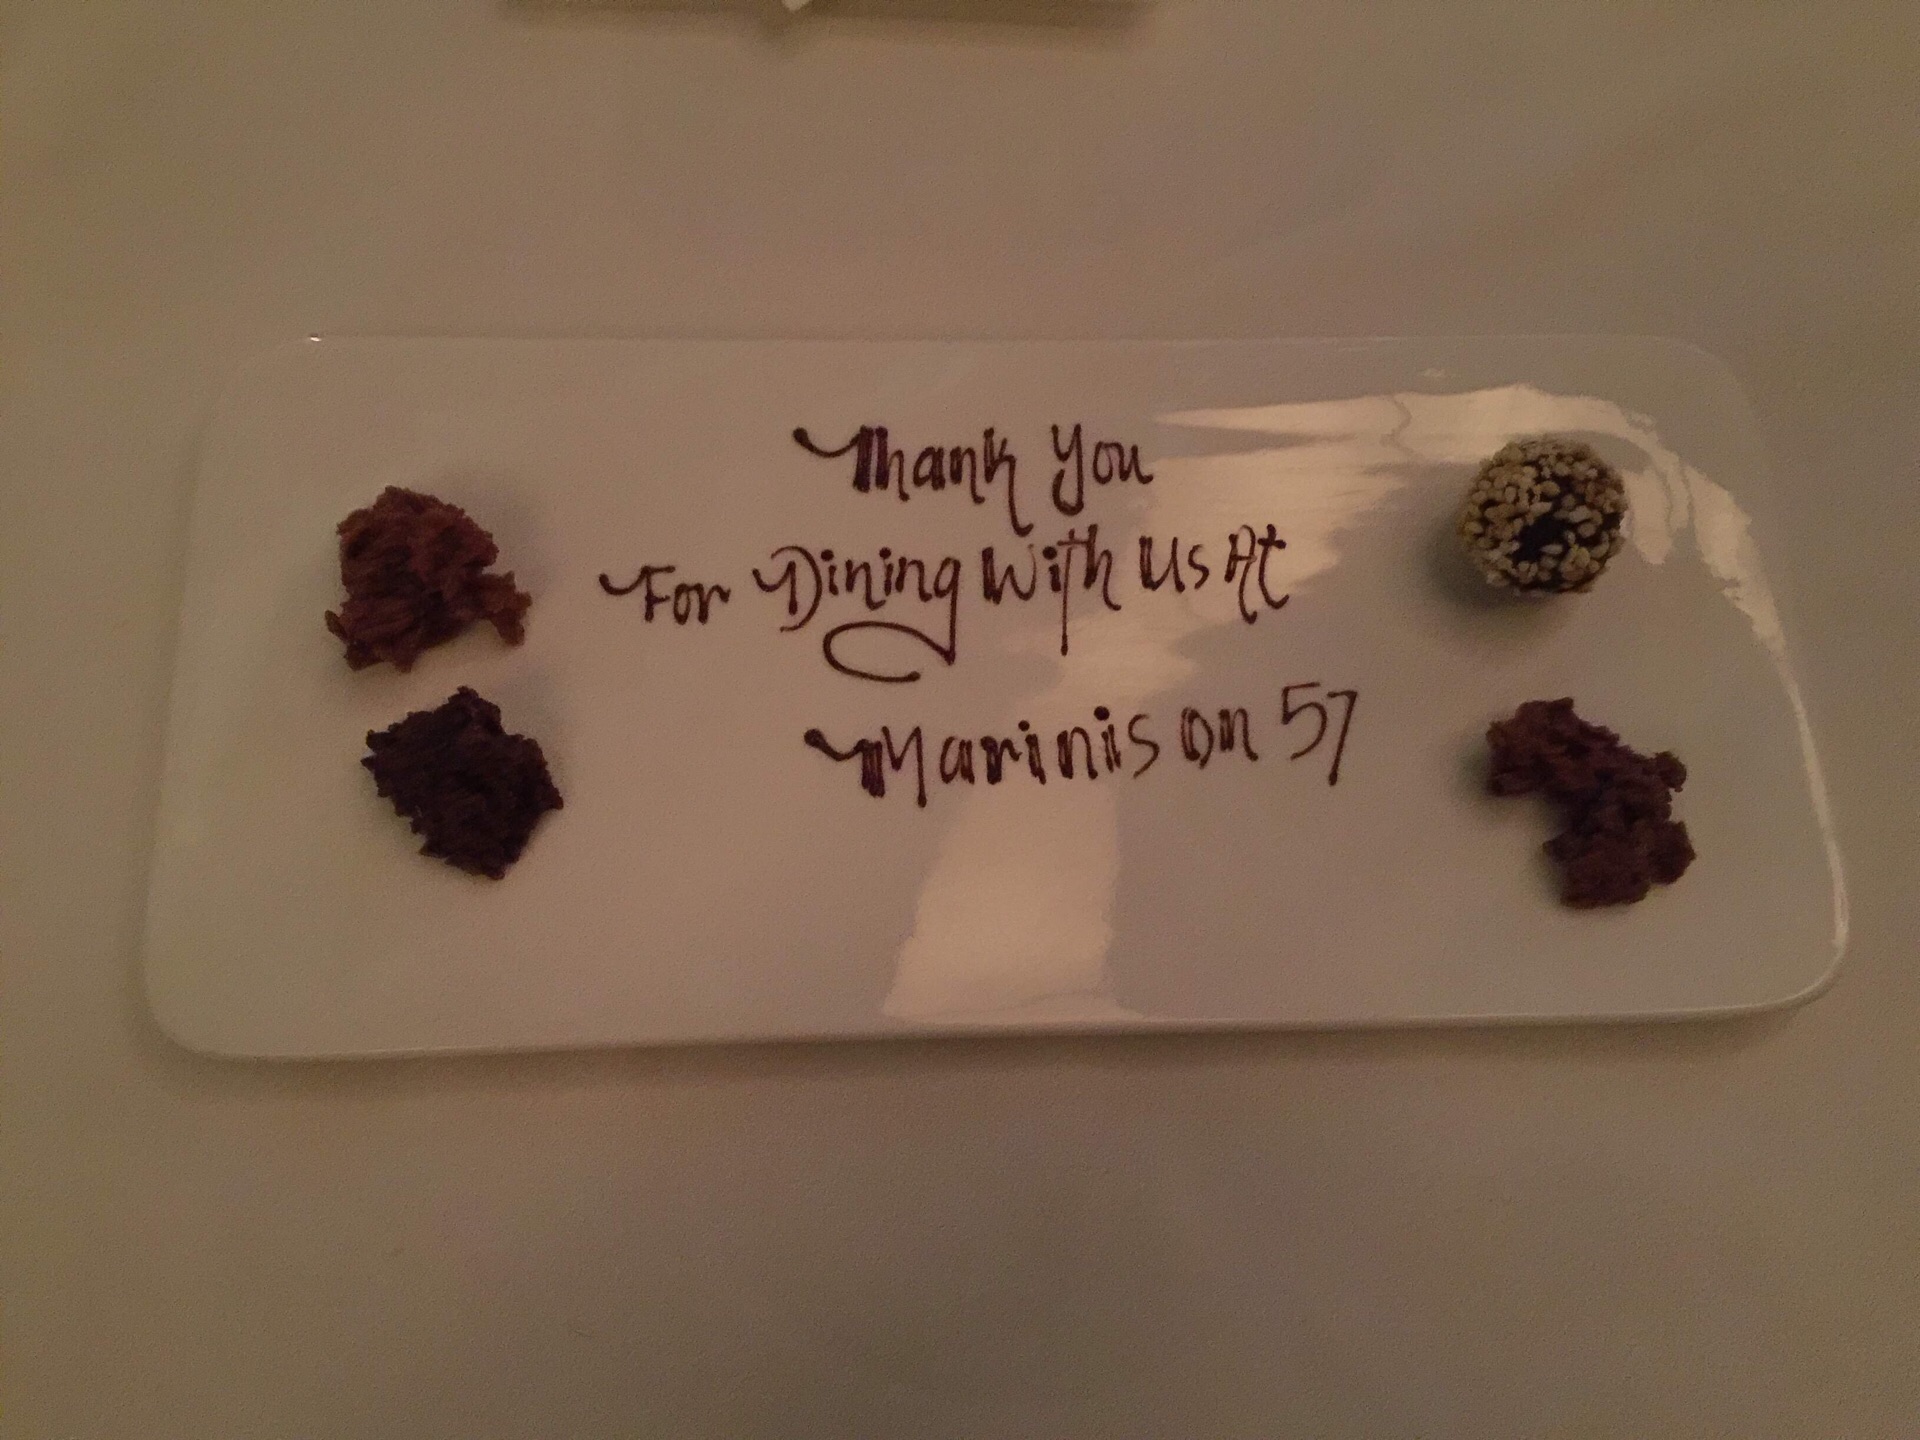 Thank You
For Dining With Us At
Marinis on 57